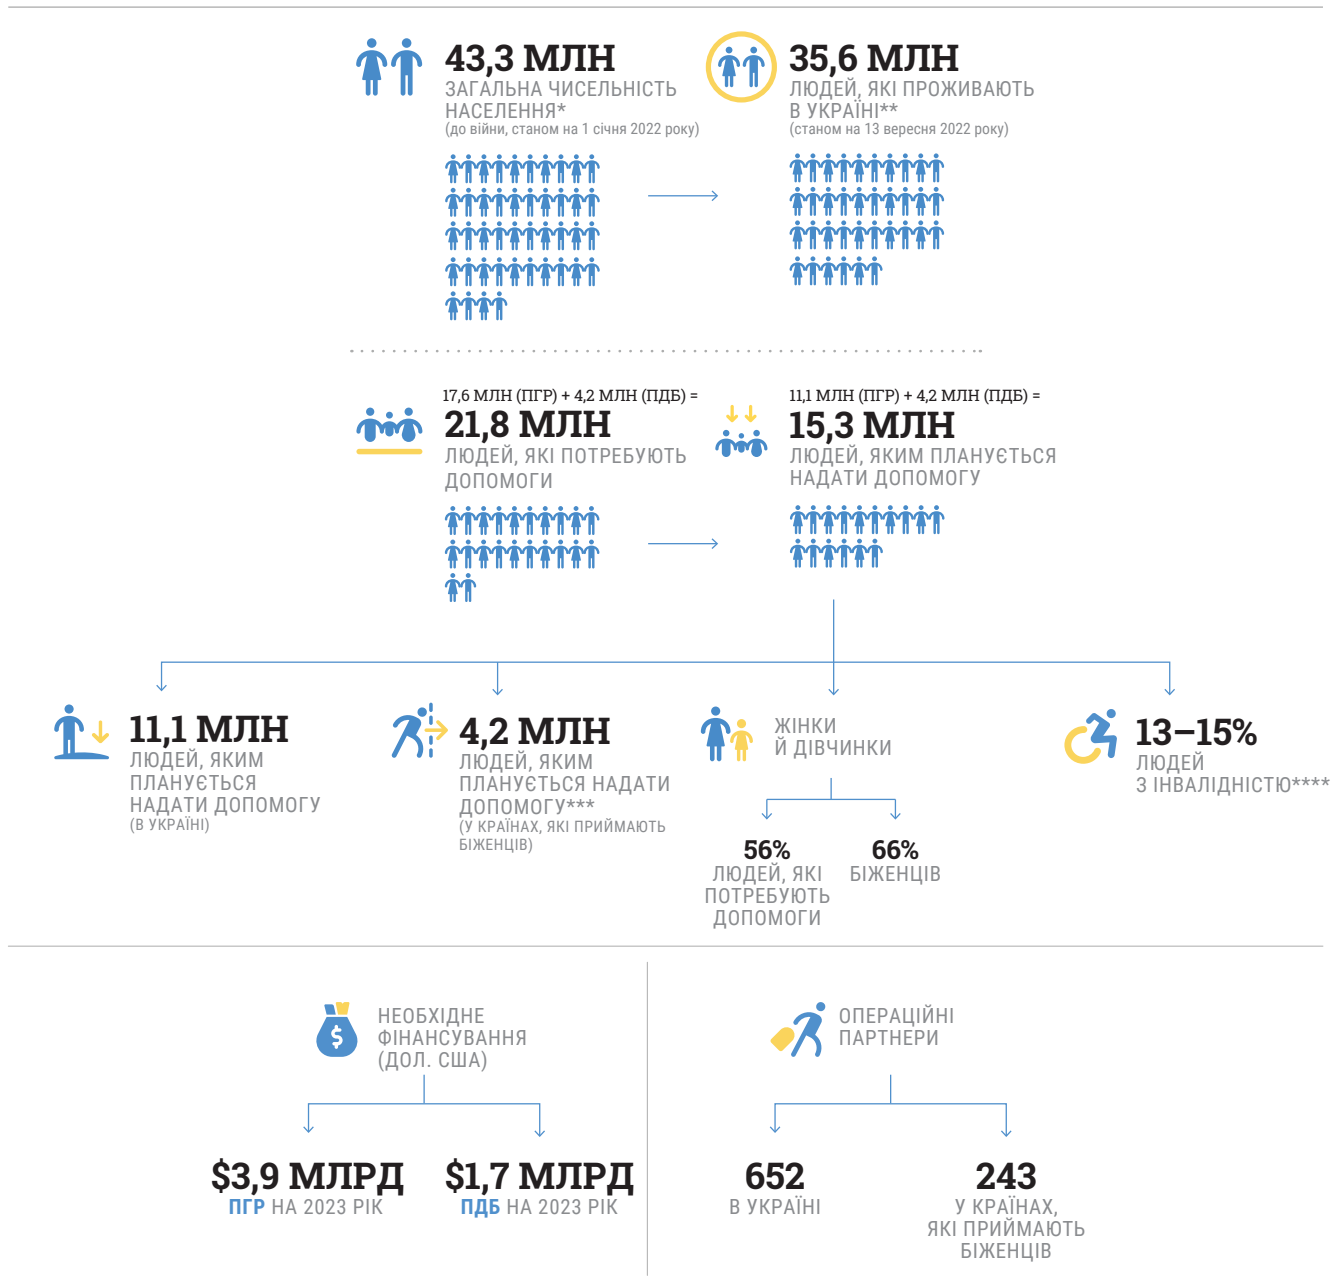 43,3 МЛН
ЗАГАЛЬНА ЧИСЕЛЬНІСТЬ
НАСЕЛЕННЯ*
(до війни, станом на 1 січня 2022 року)
35,6 МЛН
ЛЮДЕЙ, ЯКІ ПРОЖИВАЮТЬ
В УКРАЇНІ**
(станом на 13 вересня 2022 року)
17,6 МЛН (ПГР) + 4,2 МЛН (ПДБ) =
21,8 МЛН
ЛЮДЕЙ, ЯКІ ПОТРЕБУЮТЬ
ДОПОМОГИ
11,1 МЛН (ПГР) + 4,2 МЛН (ПДБ) =
15,3 МЛН
ЛЮДЕЙ, ЯКИМ ПЛАНУЄТЬСЯ
НАДАТИ ДОПОМОГУ
11,1 МЛН
ЛЮДЕЙ, ЯКИМ
ПЛАНУЄТЬСЯ
НАДАТИ ДОПОМОГУ
(В УКРАЇНІ)
4,2 МЛН
ЛЮДЕЙ, ЯКИМ
ПЛАНУЄТЬСЯ НАДАТИ
ДОПОМОГУ***
(У КРАЇНАХ, ЯКІ ПРИЙМАЮТЬ
БІЖЕНЦІВ)
ЖІНКИ
Й ДІВЧИНКИ
56%
ЛЮДЕЙ, ЯКІ
ПОТРЕБУЮТЬ
ДОПОМОГИ
66%
БІЖЕНЦІВ
13–15%
ЛЮДЕЙ
З ІНВАЛІДНІСТЮ****
НЕОБХІДНЕ
ФІНАНСУВАННЯ
(ДОЛ. США)
$
$3,9 МЛРД
ПГР НА 2023 РІК
$1,7 МЛРД
ПДБ НА 2023 РІК
ОПЕРАЦІЙНІ
ПАРТНЕРИ
652
В УКРАЇНІ
243
У КРАЇНАХ,
ЯКІ ПРИЙМАЮТЬ
БІЖЕНЦІВ